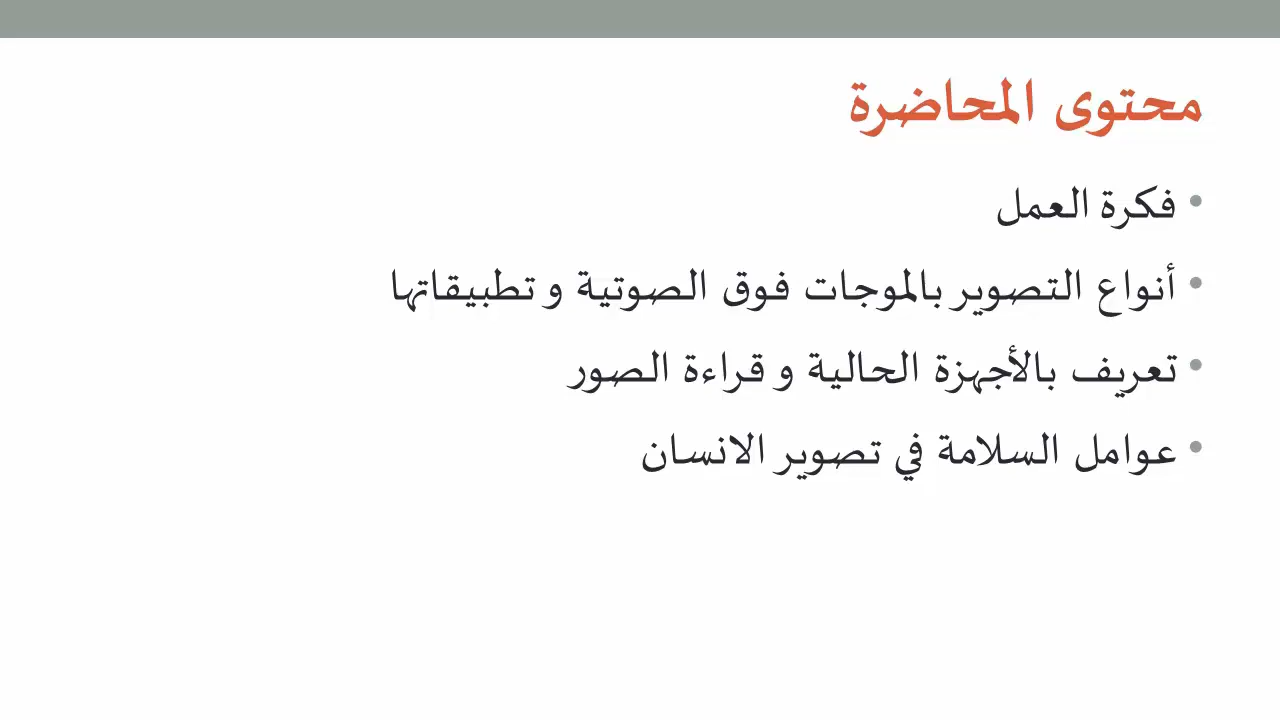 محتوى المحاضرة
• فكرة العمل
• أنواع التصوير بالموجات فوق الصوتية و تطبيقاتها
• تعريف بالأجهزة الحالية و قراءة الصور
• عوامل السلامة في تصوير الانسان